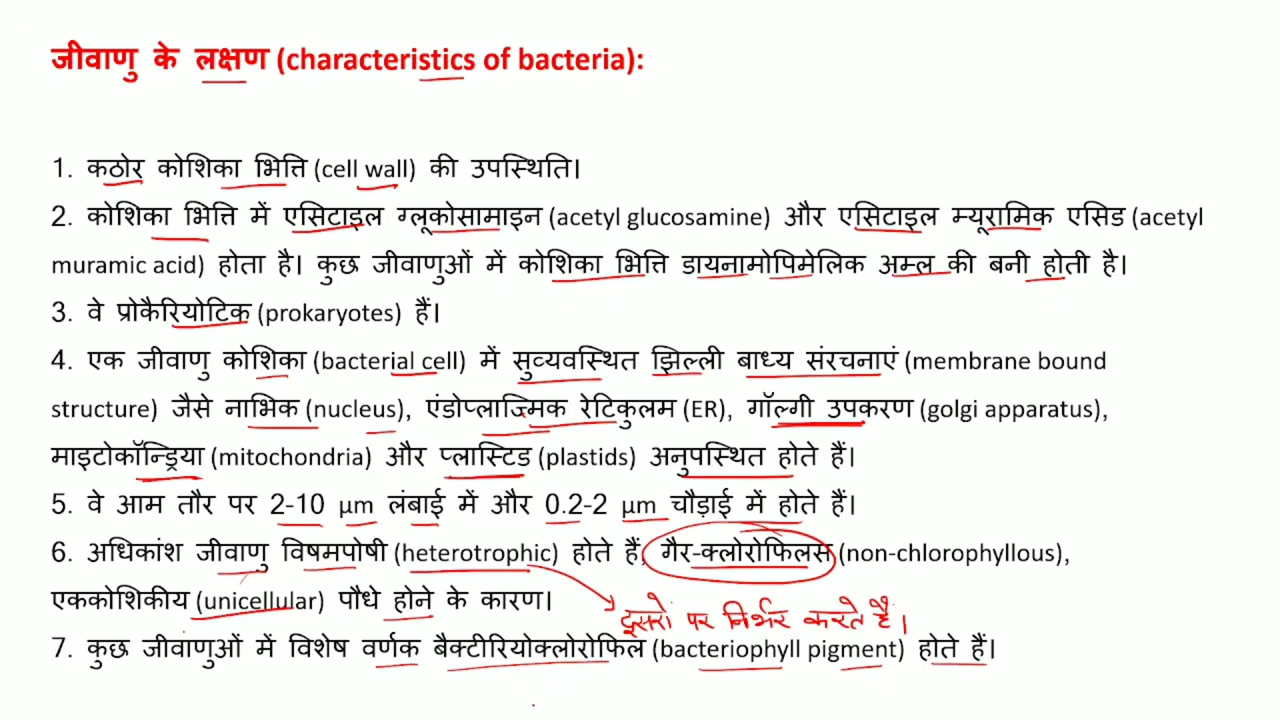 जीवाणु के लक्षण (characteristics of bacteria):
1. कठोर कोशिका भित्ति (cell wall) की उपस्थिति।
2. कोशिका भित्ति में एसिटाइल ग्लूकोसामाइन (acetyl glucosamine) और एसिटाइल म्यूरामिक एसिड (acetyl
muramic acid) होता है। कुछ जीवाणुओं में कोशिका भित्ति डायनामोपिमेलिक अम्ल की बनी होती है।
3. वे प्रोकैरियोटिक (prokaryotes) हैं।
4. एक जीवाणु कोशिका (bacterial cell) में सुव्यवस्थित झिल्ली बाध्य संरचनाएं (membrane bound
structure) जैसे नाभिक (nucleus), एंडोप्लाज्मिक रेटिकुलम (ER), गॉल्गी उपकरण (golgi apparatus),
माइटोकॉन्ड्रिया (mitochondria) और प्लास्टिड (plastids) अनुपस्थित होते हैं।
5. वे आम तौर पर 2-10 µm लंबाई में और 0.2-2 µm चौड़ाई में होते हैं।
6. अधिकांश जीवाणु विषमपोषी (heterotrophic) होते हैं, गैर-क्लोरोफिलस (non-chlorophyllous),
एककोशिकीय (unicellular) पौधे होने के कारण।
दूसरों पर निर्भर करते हैं।
7. कुछ जीवाणुओं में विशेष वर्णक बैक्टीरियोक्लोरोफिल (bacteriophyll pigment) होते हैं।